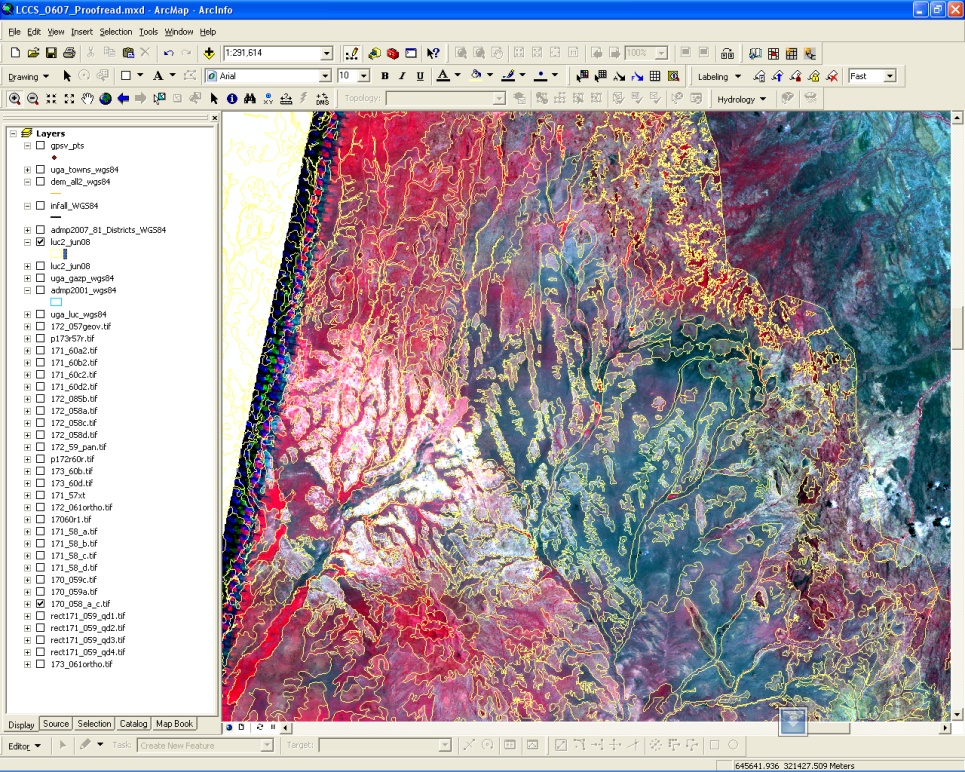 LCCS_0607_Proofread.mxd - ArcMap - ArcInfo
File Edit View Insert Selection Tools Window Help
1:291,614 100%
Drawing A Arial 10 B I U A Labeling Fast
Topology: Hydrology
Layers
gpsv_pts
uga_towns_wgs84
dem_all2_wgs84
infall_WGS84
admp2007_81_Districts_WGS84
luc2_jun08
luc2_jun08
uga_gazp_wgs84
admp2001_wgs84
uga_luc_wgs84
172_057geov.tif
p173r57r.tif
171_60a2.tif
171_60b2.tif
171_60c2.tif
171_60d2.tif
172_085b.tif
172_058a.tif
172_058c.tif
172_058d.tif
172_59_pan.tif
p172r60r.tif
173_60b.tif
173_60d.tif
171_57xt
172_061ortho.tif
17060r1.tif
171_58_a.tif
171_58_b.tif
171_58_c.tif
171_58_d.tif
170_059c.tif
170_059a.tif
170_058_a_c.tif
rect171_059_qd1.tif
rect171_059_qd2.tif
rect171_059_qd3.tif
rect171_059_qd4.tif
173_061ortho.tif
Display Source Selection Catalog Map Book
Editor Task: Create New Feature Target:
645641.936 321427.509 Meters